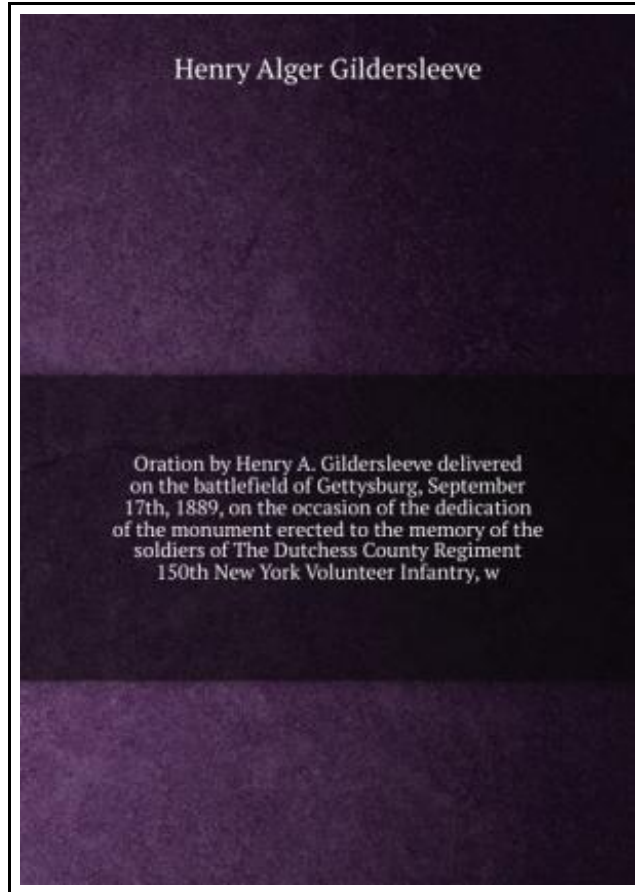 Henry Alger Gildersleeve
Oration by Henry A. Gildersleeve delivered
on the battlefield of Gettysburg, September
17th, 1889, on the occasion of the dedication
of the monument erected to the memory of the
soldiers of The Dutchess County Regiment
150th New York Volunteer Infantry, w